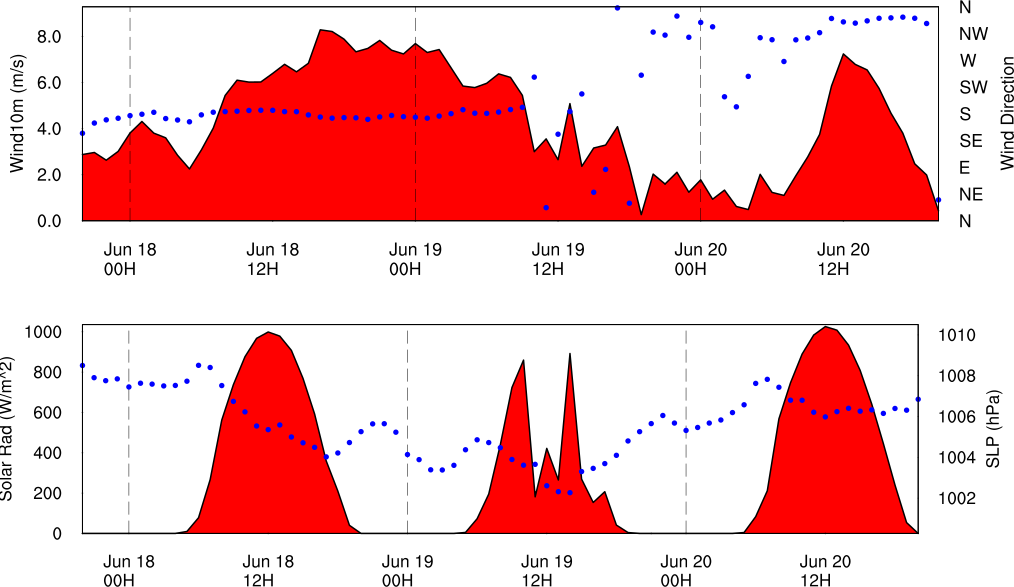 Wind10m (m/s)
8.0
6.0
4.0
2.0
0.0
N
NW
W
SW
S
SE
E
NE
N
Wind Direction
Jun 18
00H
Jun 18
12H
Jun 19
00H
Jun 19
12H
Jun 20
00H
Jun 20
12H
Solar Rad (W/m^2)
1000
800
600
400
200
0
1010
1008
1006
1004
1002
SLP (hPa)
Jun 18
00H
Jun 18
12H
Jun 19
00H
Jun 19
12H
Jun 20
00H
Jun 20
12H